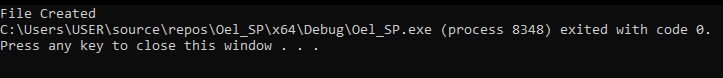 File Created
C:\Users\USER\source\repos\Oel_SP\x64\Debug\Oel_SP.exe (process 8348) exited with code 0.
Press any key to close this window . . .